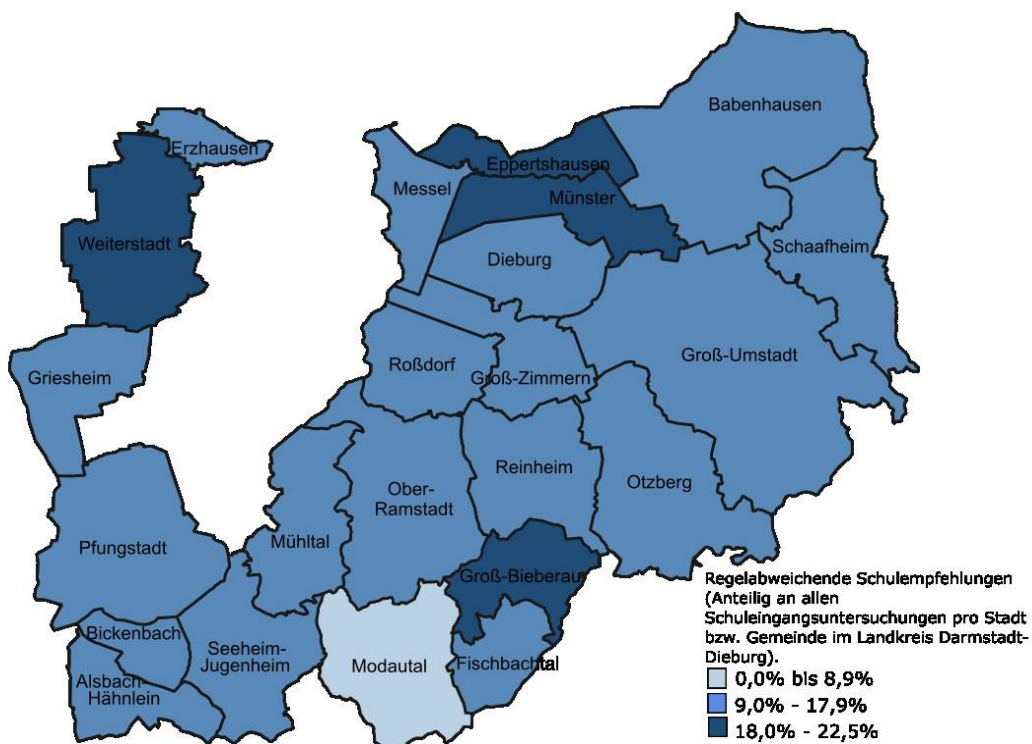 Babenhausen
Erzhausen
Eppertshausen
Messel
Münster
Weiterstadt
Schaafheim
Dieburg
Groß-Umstadt
Roßdorf
Griesheim
Groß-Zimmern
Reinheim
Otzberg
Ober-
Ramstadt
Mühltal
Pfungstadt
Groß-Bieberau
Bickenbach
Seeheim-
Jugenheim
Modautal
Fischbachtal
Alsbach-
Hähnlein
Regelabweichende Schulempfehlungen
(Anteilig an allen
Schuleingangsuntersuchungen pro Stadt
bzw. Gemeinde im Landkreis Darmstadt-
Dieburg).
0,0% bis 8,9%
9,0% - 17,9%
18,0% - 22,5%